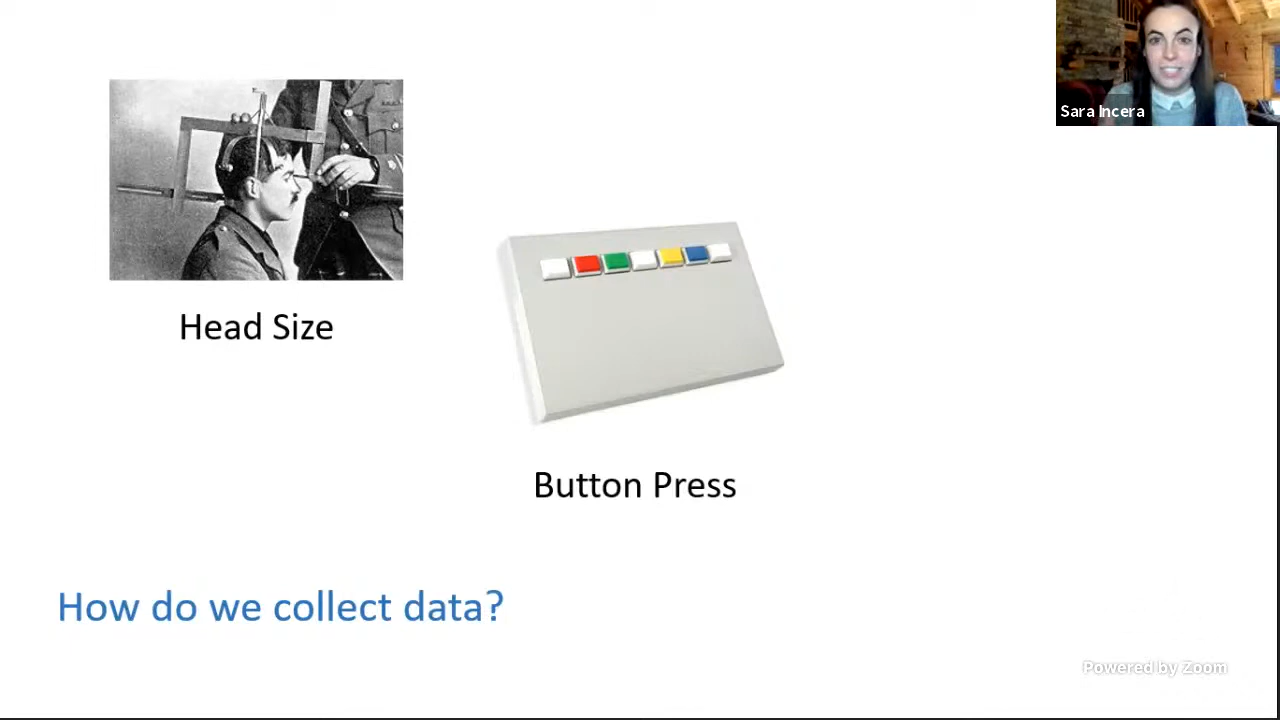 Sara Incera
Head Size
Button Press
How do we collect data?
Powered by Zoom